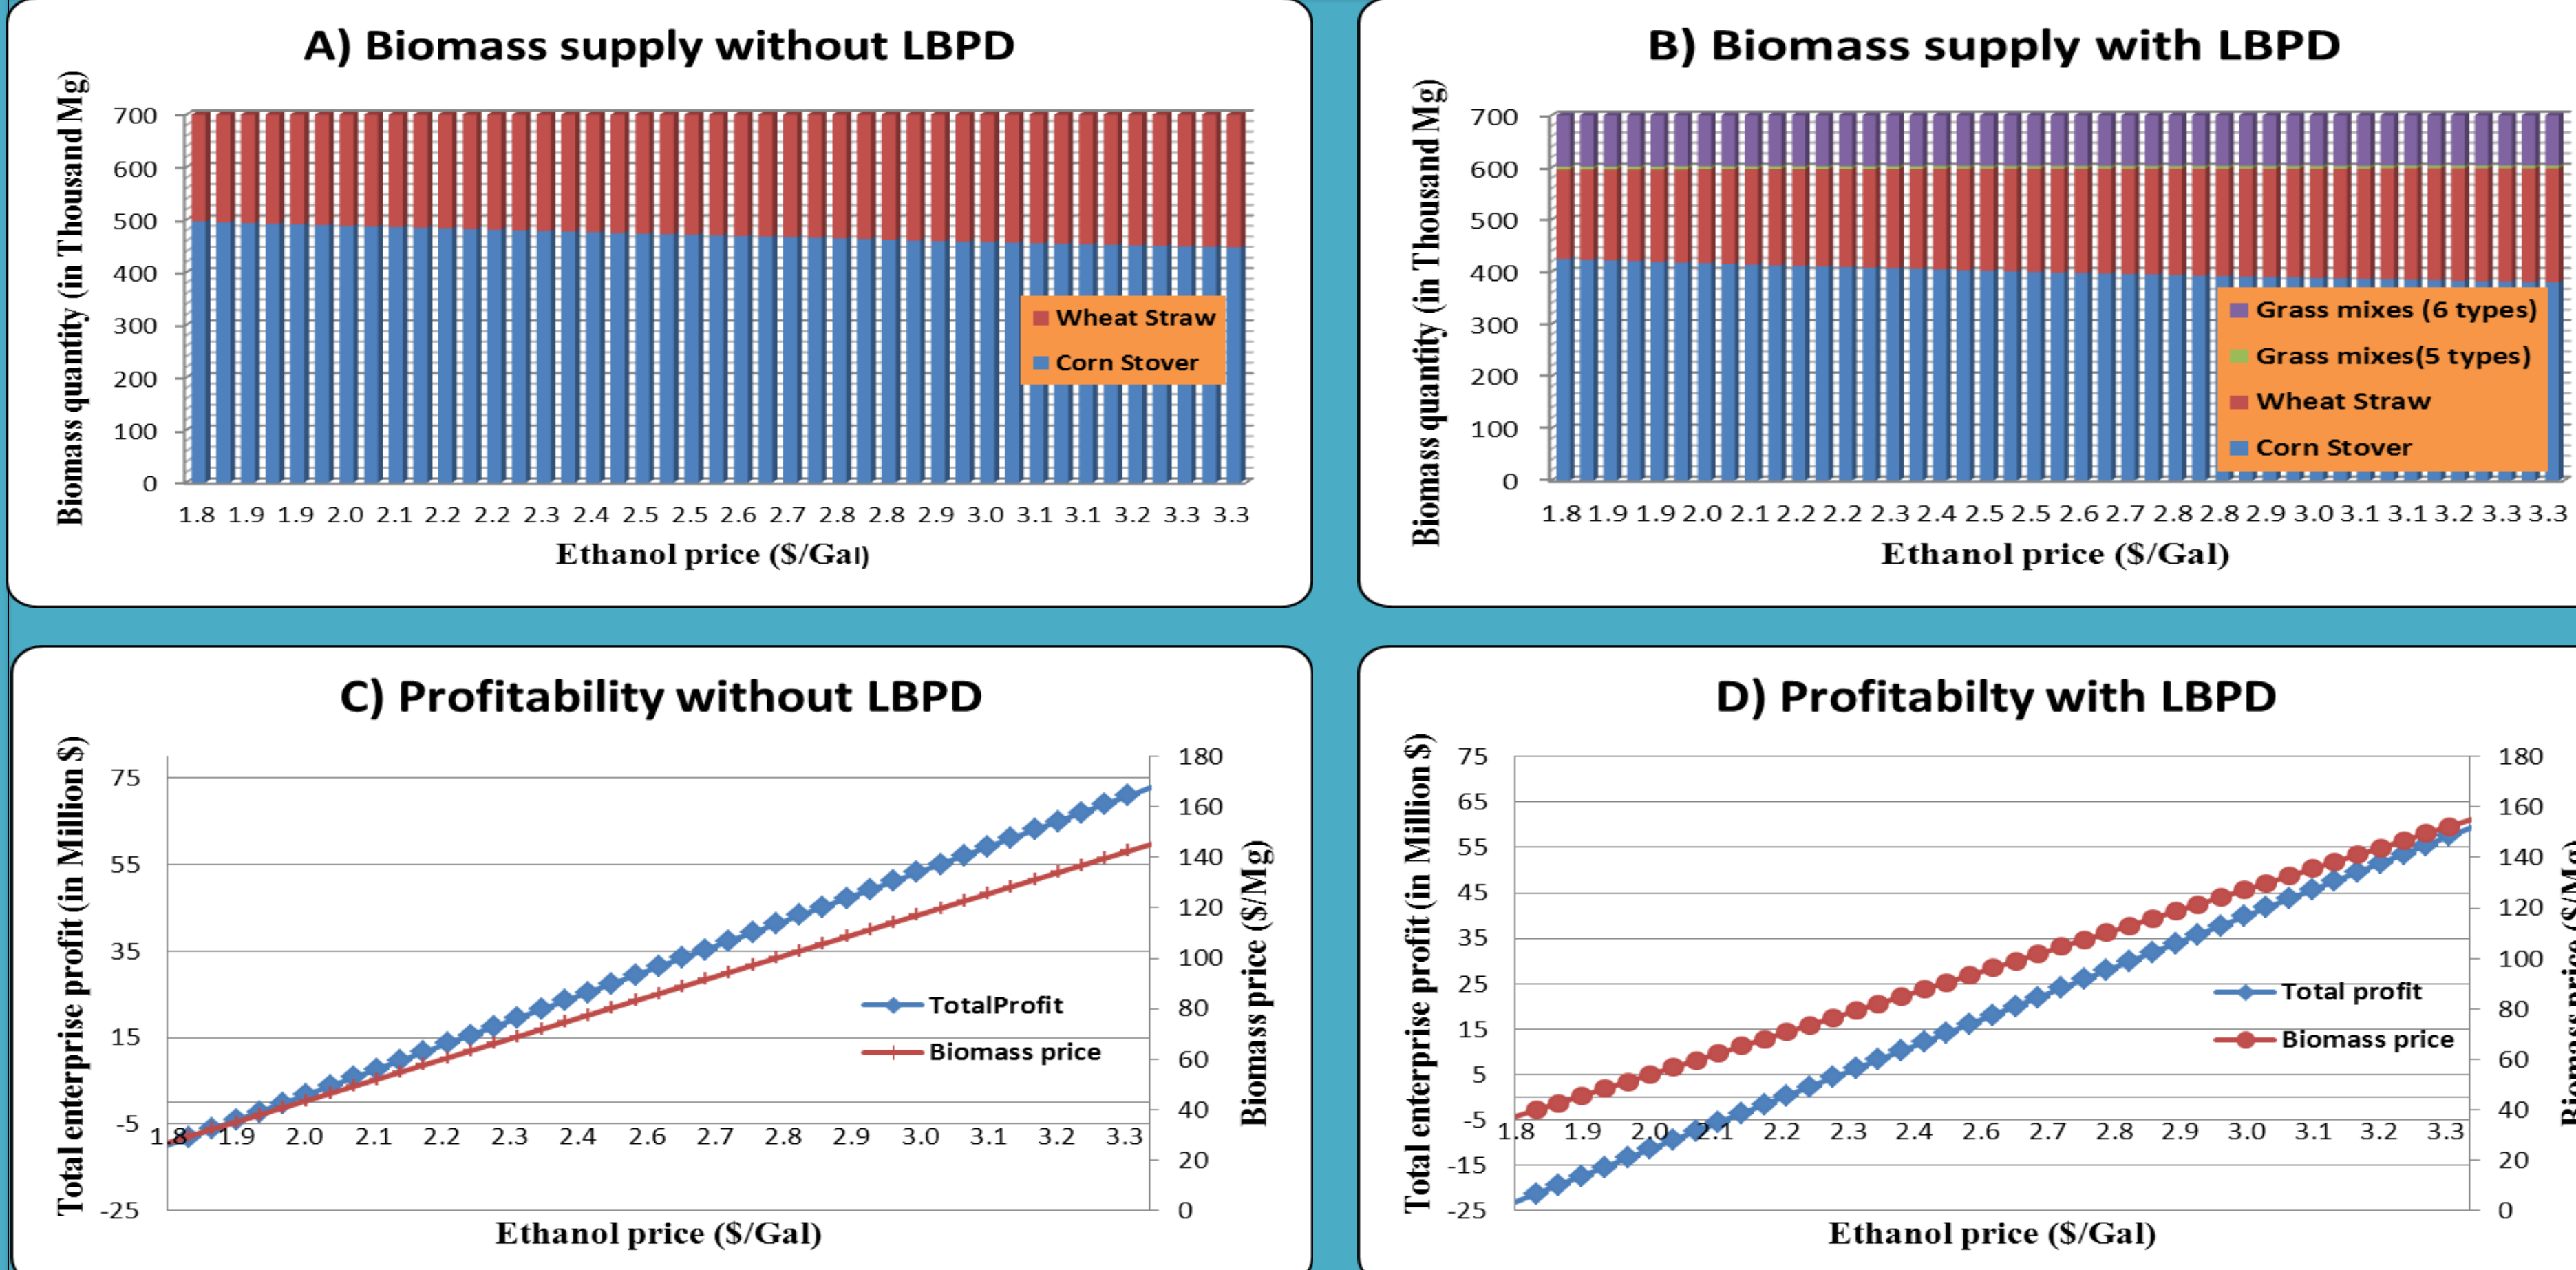 A) Biomass supply without LBPD
Biomass quantity (in Thousand Mg)
700
600
500
400
300
200
100
0
Wheat Straw
Corn Stover
1.8 1.9 1.9 2.0 2.1 2.2 2.2 2.3 2.4 2.5 2.5 2.6 2.7 2.8 2.8 2.9 3.0 3.1 3.1 3.2 3.3 3.3
Ethanol price ($/Gal)
B) Biomass supply with LBPD
Biomass quantity (in Thousand Mg)
700
600
500
400
300
200
100
0
Grass mixes (6 types)
Grass mixes(5 types)
Wheat Straw
Corn Stover
1.8 1.9 1.9 2.0 2.1 2.2 2.2 2.3 2.4 2.5 2.5 2.6 2.7 2.8 2.8 2.9 3.0 3.1 3.1 3.2 3.3 3.3
Ethanol price ($/Gal)
C) Profitability without LBPD
Total enterprise profit (in Million $)
75
55
35
15
-5
-25
180
160
140
120
100
80
60
40
20
0
Biomass price ($/Mg)
TotalProfit
Biomass price
1.8 1.9 2.0 2.1 2.2 2.3 2.4 2.6 2.7 2.8 2.9 3.0 3.1 3.2 3.3
Ethanol price ($/Gal)
D) Profitabilty with LBPD
Total enterprise profit (in Million $)
75
65
55
45
35
25
15
5
-5
-15
-25
180
160
140
120
100
80
60
40
20
0
Biomass price ($/Mg)
Total profit
Biomass price
1.8 1.9 2.0 2.1 2.2 2.3 2.4 2.6 2.7 2.8 2.9 3.0 3.1 3.2 3.3
Ethanol price ($/Gal)